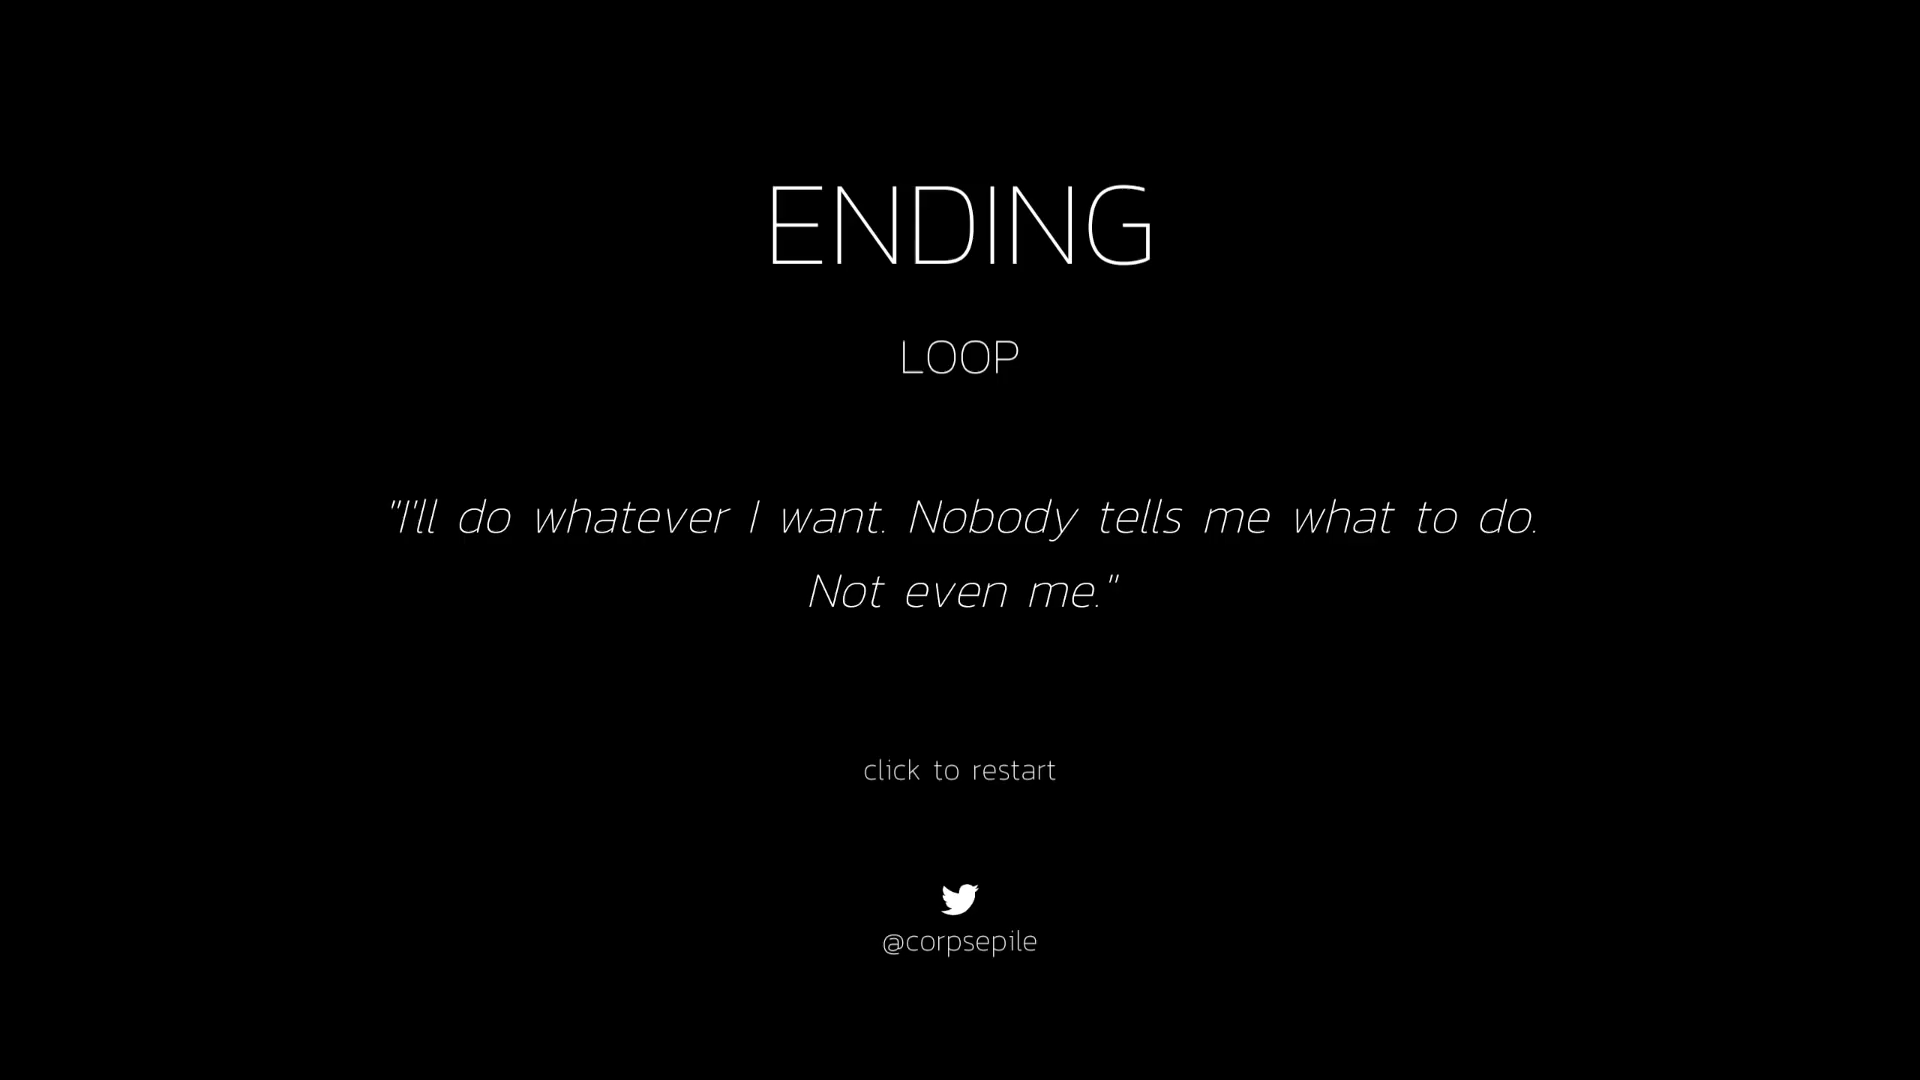 ENDING
LOOP
"I'll do whatever I want. Nobody tells me what to do.
Not even me."
click to restart
@corpsepile